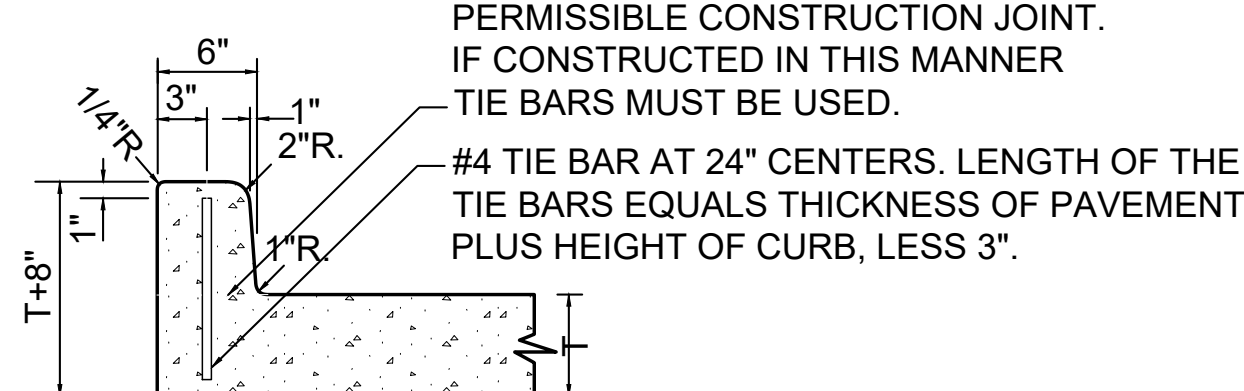 PERMISSIBLE CONSTRUCTION JOINT.
IF CONSTRUCTED IN THIS MANNER
TIE BARS MUST BE USED.
#4 TIE BAR AT 24" CENTERS. LENGTH OF THE
TIE BARS EQUALS THICKNESS OF PAVEMENT
PLUS HEIGHT OF CURB, LESS 3".
6"
3"
1"
1/4"R
2"R.
1"
1"R.
T+8"
T